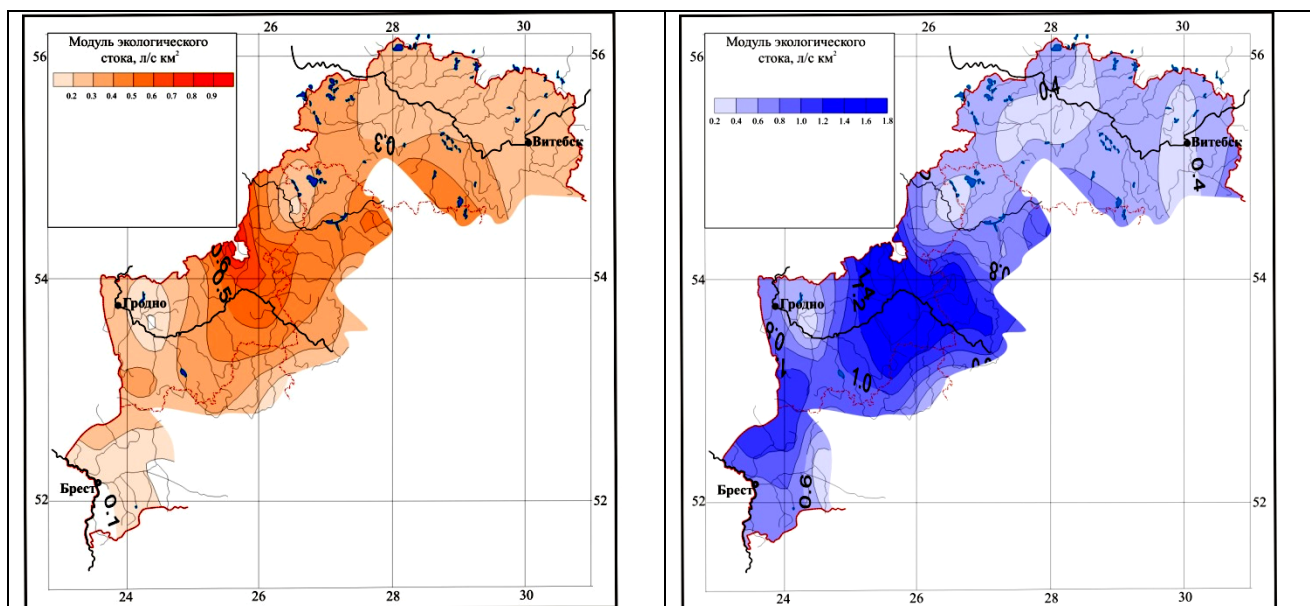 26 28 30
56 56
Модуль экологического
стока, л/с км²
0.2 0.3 0.4 0.5 0.6 0.7 0.8 0.9
0.3
Витебск
0.5
54 54
Гродно
Брест
0.1
52 52
24 26 28 30
26 28 30
56 56
Модуль экологического
стока, л/с км²
0.2 0.4 0.6 0.8 1.0 1.2 1.4 1.6 1.8
0.4
Витебск
0.4
54 54
1.4
1.2
Гродно
1.0
Брест
0.6
52 52
24 26 28 30